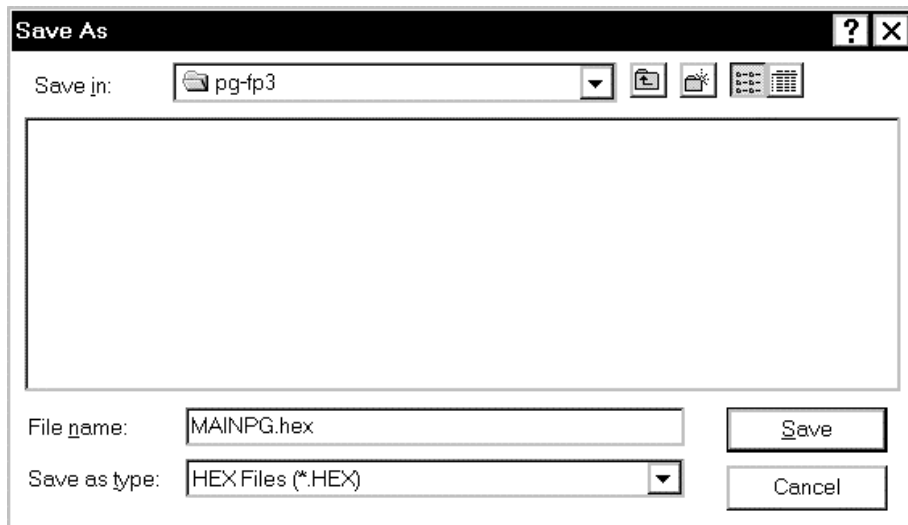 Save As
Save in: pg-fp3
File name: MAINPG.hex
Save
Save as type: HEX Files (*.HEX)
Cancel